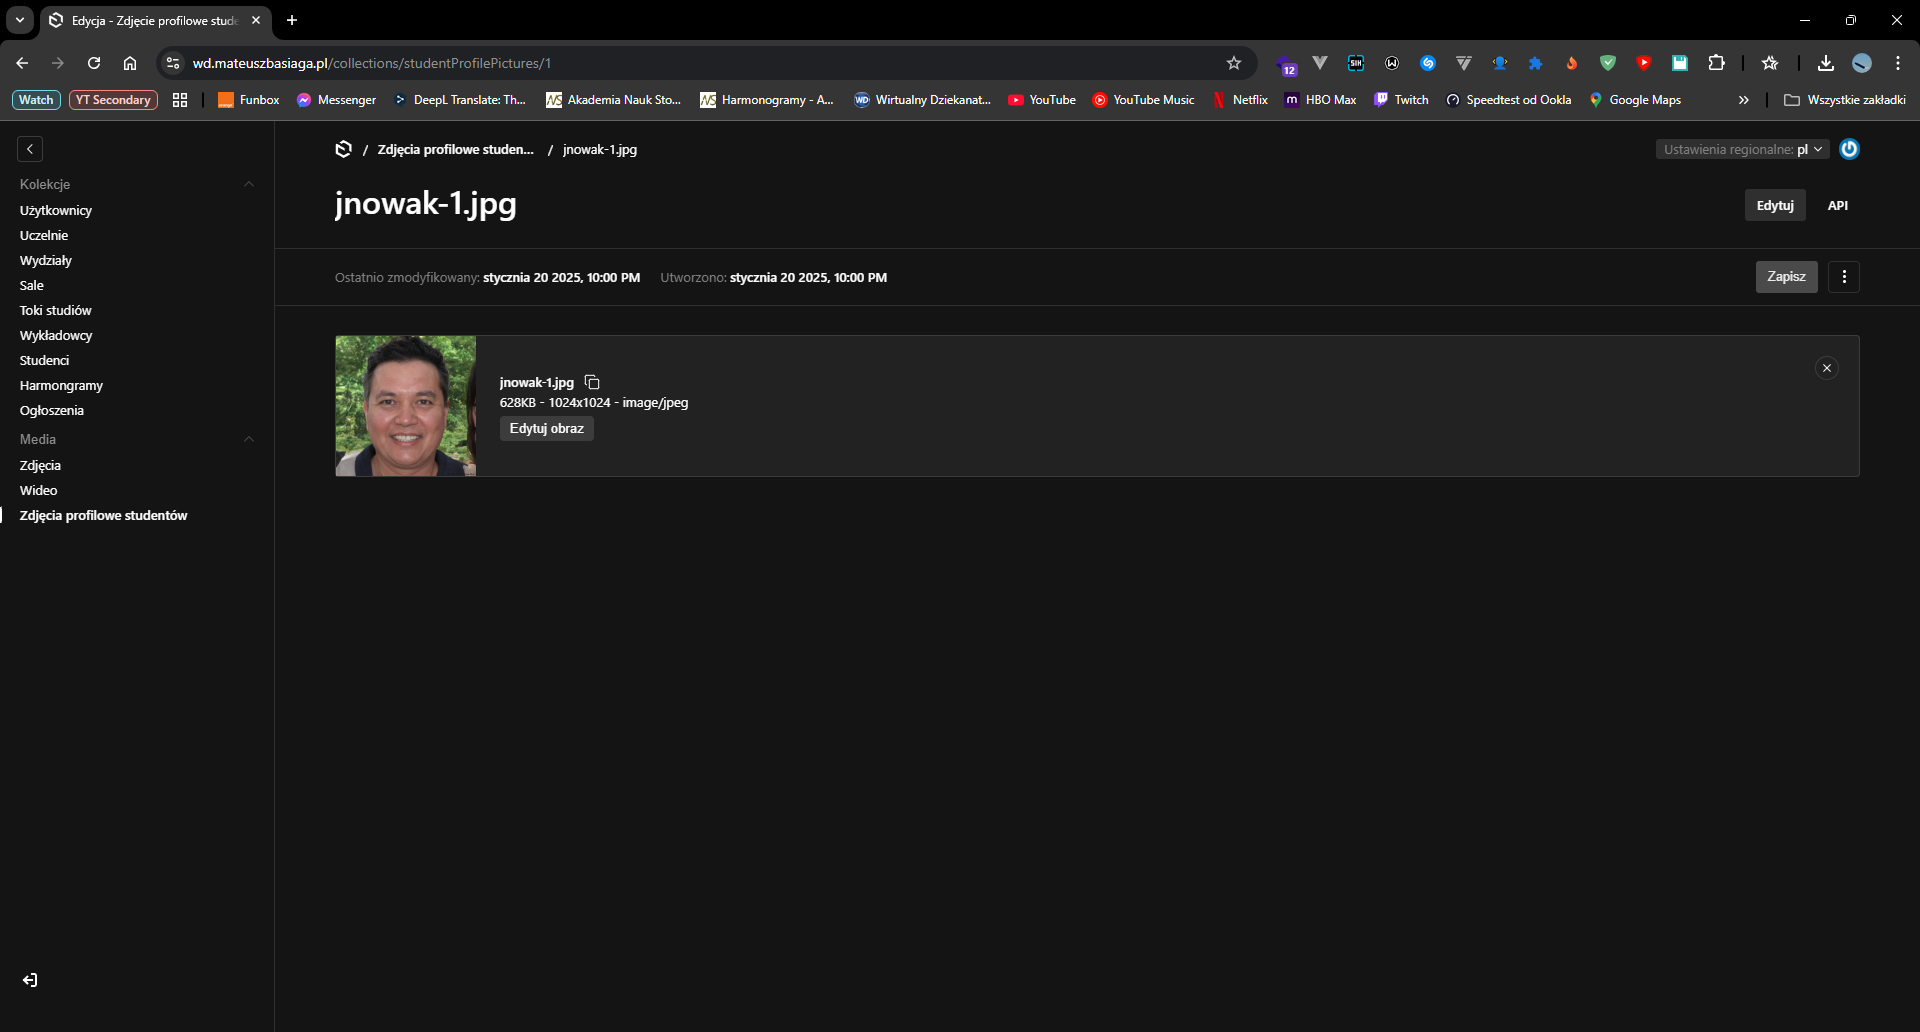 Edycja - Zdjęcie profilowe stude
wd.mateuszbasiaga.pl/collections/studentProfilePictures/1
12
Watch
YT Secondary
Funbox
Messenger
DeepL Translate: Th...
Akademia Nauk Sto...
Harmonogramy - A...
Wirtualny Dziekanat...
YouTube
YouTube Music
Netflix
HBO Max
Twitch
Speedtest od Ookla
Google Maps
Wszystkie zakładki
Kolekcje
Użytkownicy
Uczelnie
Wydziały
Sale
Toki studiów
Wykładowcy
Studenci
Harmongramy
Ogłoszenia
Media
Zdjęcia
Wideo
Zdjęcia profilowe studentów
/ Zdjęcia profilowe studen... / jnowak-1.jpg
Ustawienia regionalne: pl
jnowak-1.jpg
Edytuj
API
Ostatnio zmodyfikowany: stycznia 20 2025, 10:00 PM
Utworzono: stycznia 20 2025, 10:00 PM
Zapisz
jnowak-1.jpg
628KB - 1024x1024 - image/jpeg
Edytuj obraz